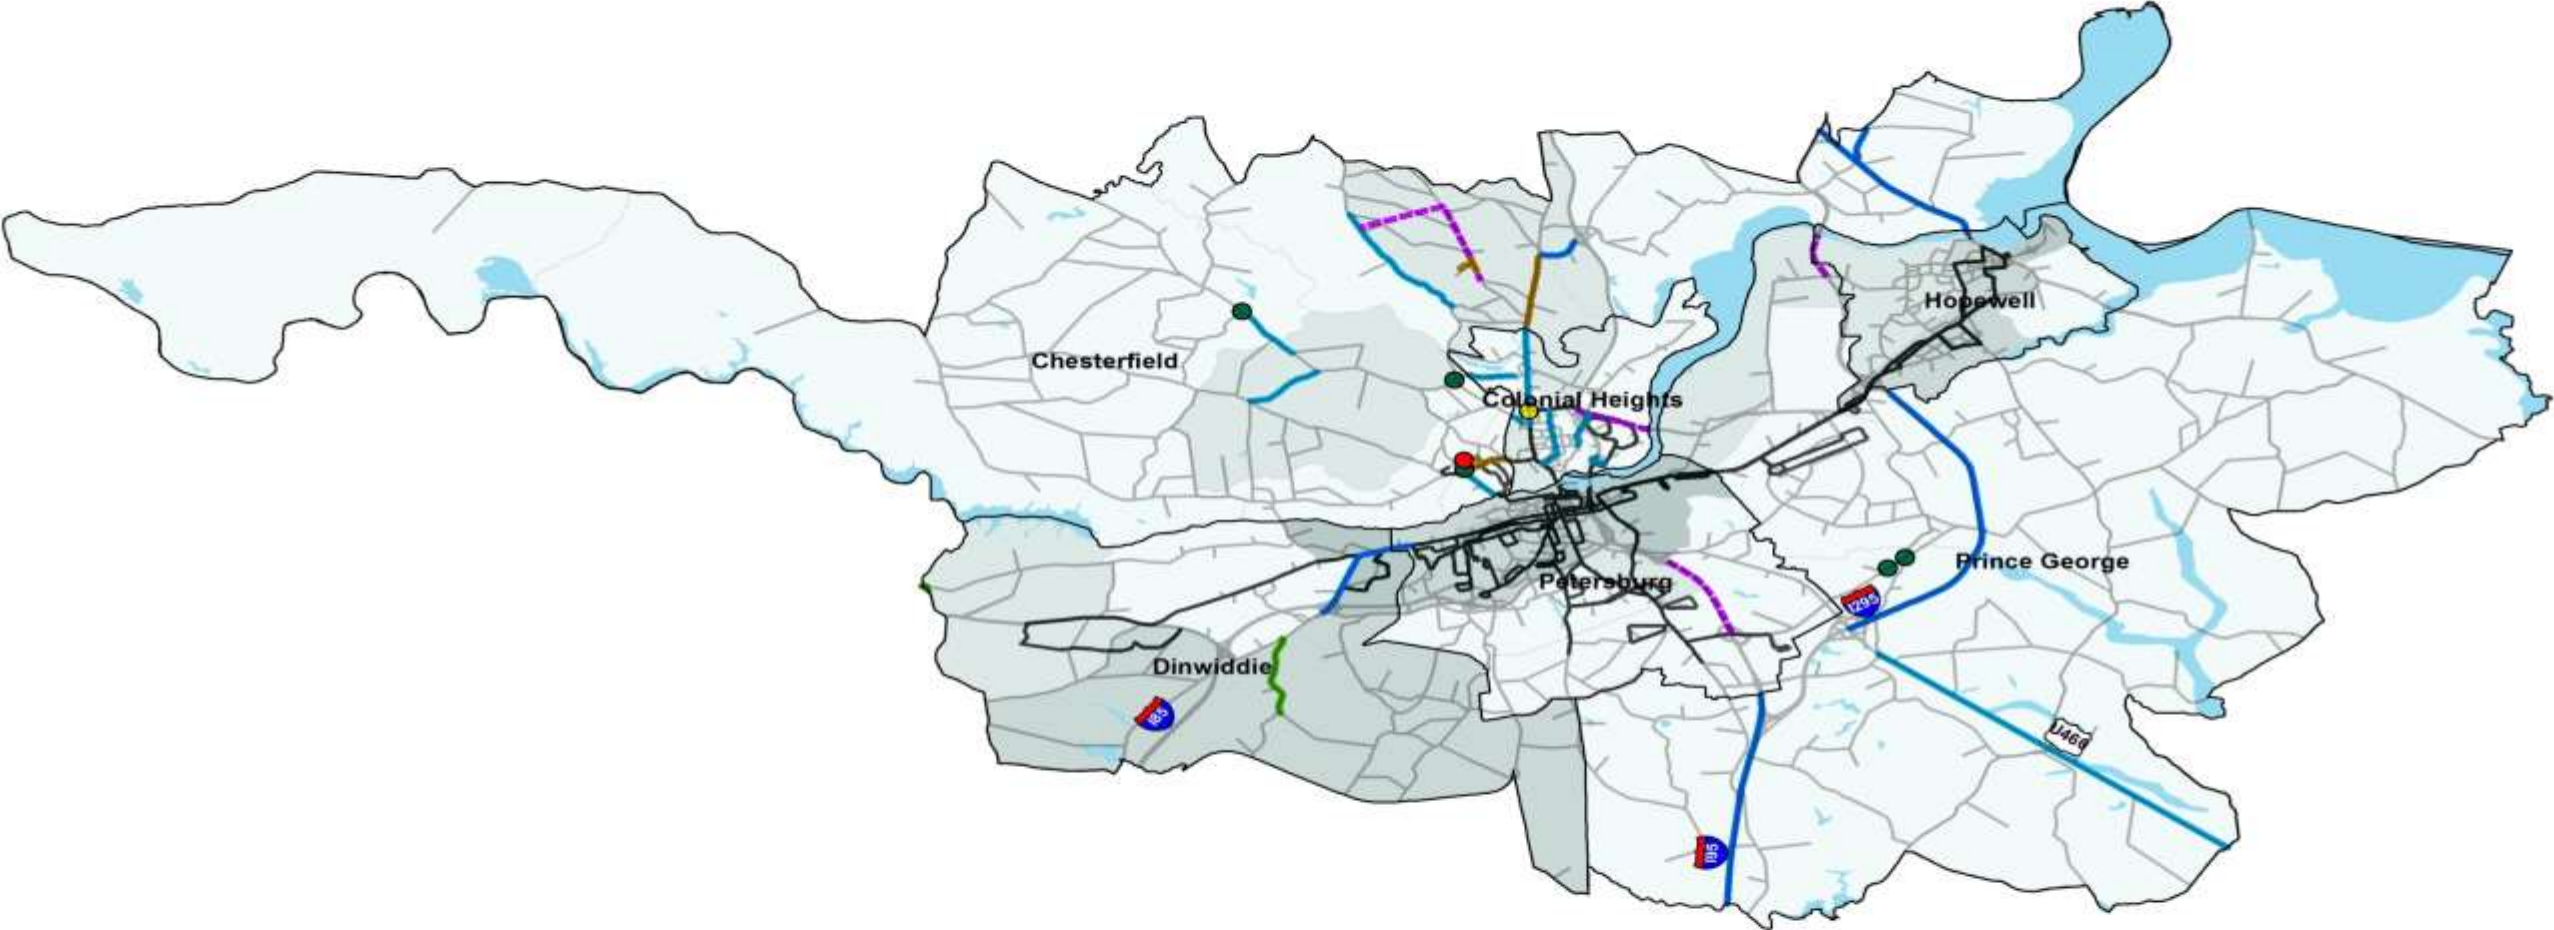 Hopewell
Chesterfield
Colonial Heights
Prince George
Petersburg
I295
Dinwiddie
I85
U460
I95